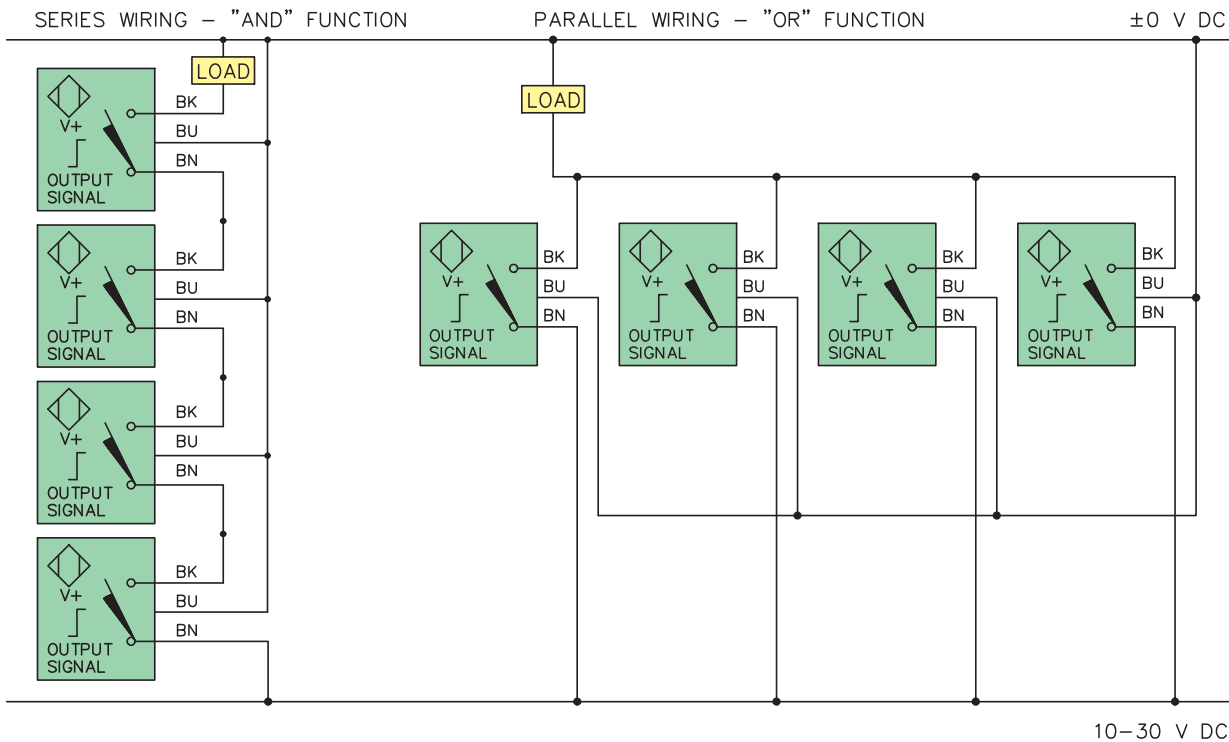 SERIES WIRING - "AND" FUNCTION
PARALLEL WIRING - "OR" FUNCTION
±0 V DC
LOAD
V+
OUTPUT
SIGNAL
BK
BU
BN
V+
OUTPUT
SIGNAL
BK
BU
BN
V+
OUTPUT
SIGNAL
BK
BU
BN
V+
OUTPUT
SIGNAL
BK
BU
BN
LOAD
V+
OUTPUT
SIGNAL
BK
BU
BN
V+
OUTPUT
SIGNAL
BK
BU
BN
V+
OUTPUT
SIGNAL
BK
BU
BN
V+
OUTPUT
SIGNAL
BK
BU
BN
10-30 V DC